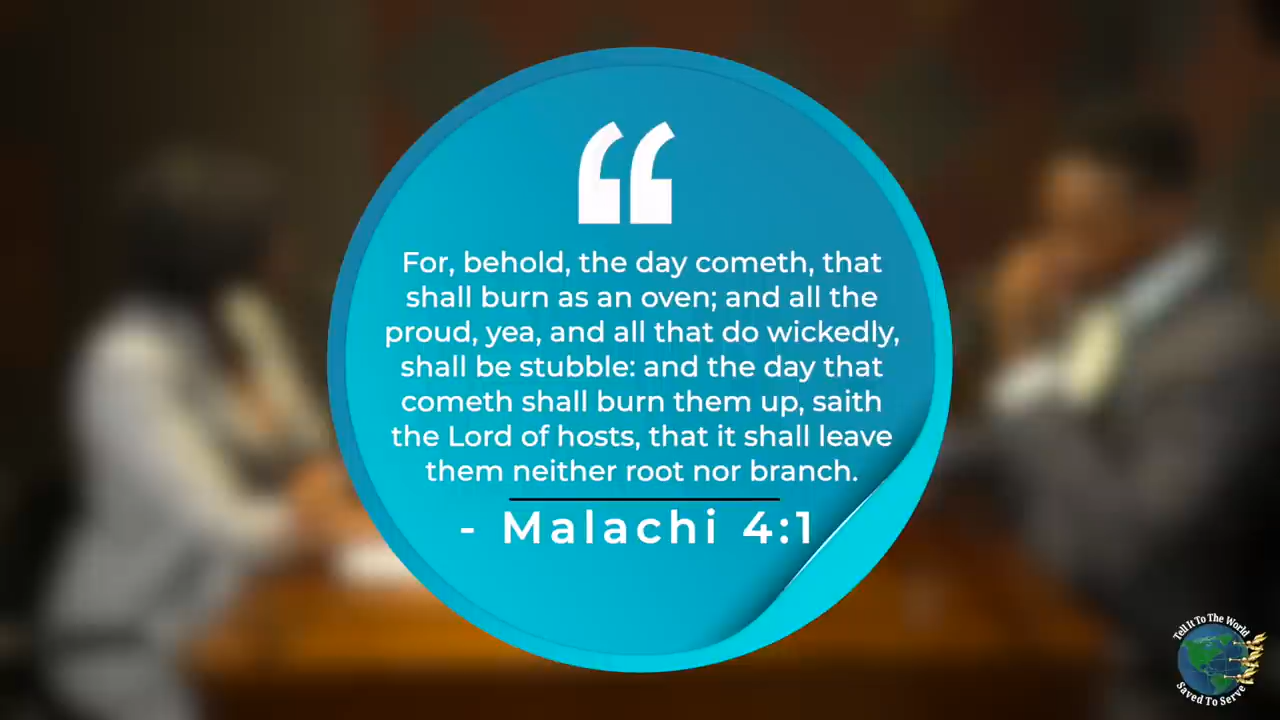 For, behold, the day cometh, that
shall burn as an oven; and all the
proud, yea, and all that do wickedly,
shall be stubble: and the day that
cometh shall burn them up, saith
the Lord of hosts, that it shall leave
them neither root nor branch.
- Malachi 4:1
Tell It To The World
Saved To Serve